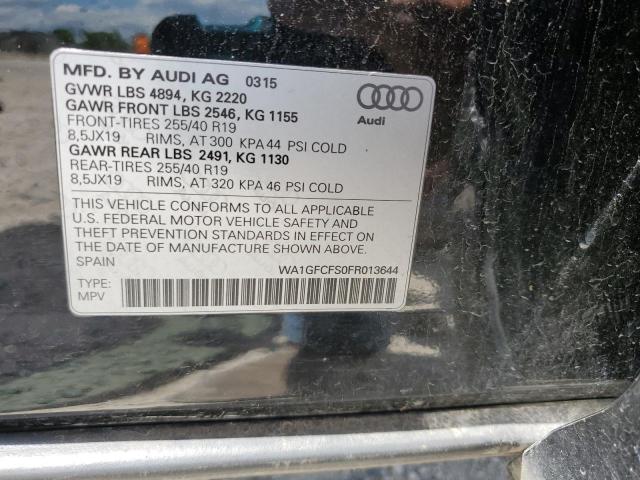 MFD. BY AUDI AG 0315
GVWR LBS 4894, KG 2220
GAWR FRONT LBS 2546, KG 1155
FRONT-TIRES 255/40 R19
8,5JX19 RIMS, AT 300 KPA 44 PSI COLD
GAWR REAR LBS 2491, KG 1130
REAR-TIRES 255/40 R19
8,5JX19 RIMS, AT 320 KPA 46 PSI COLD
Audi
THIS VEHICLE CONFORMS TO ALL APPLICABLE
U.S. FEDERAL MOTOR VEHICLE SAFETY AND
THEFT PREVENTION STANDARDS IN EFFECT ON
THE DATE OF MANUFACTURE SHOWN ABOVE.
SPAIN WA1GFCFS0FR013644
TYPE:
MPV